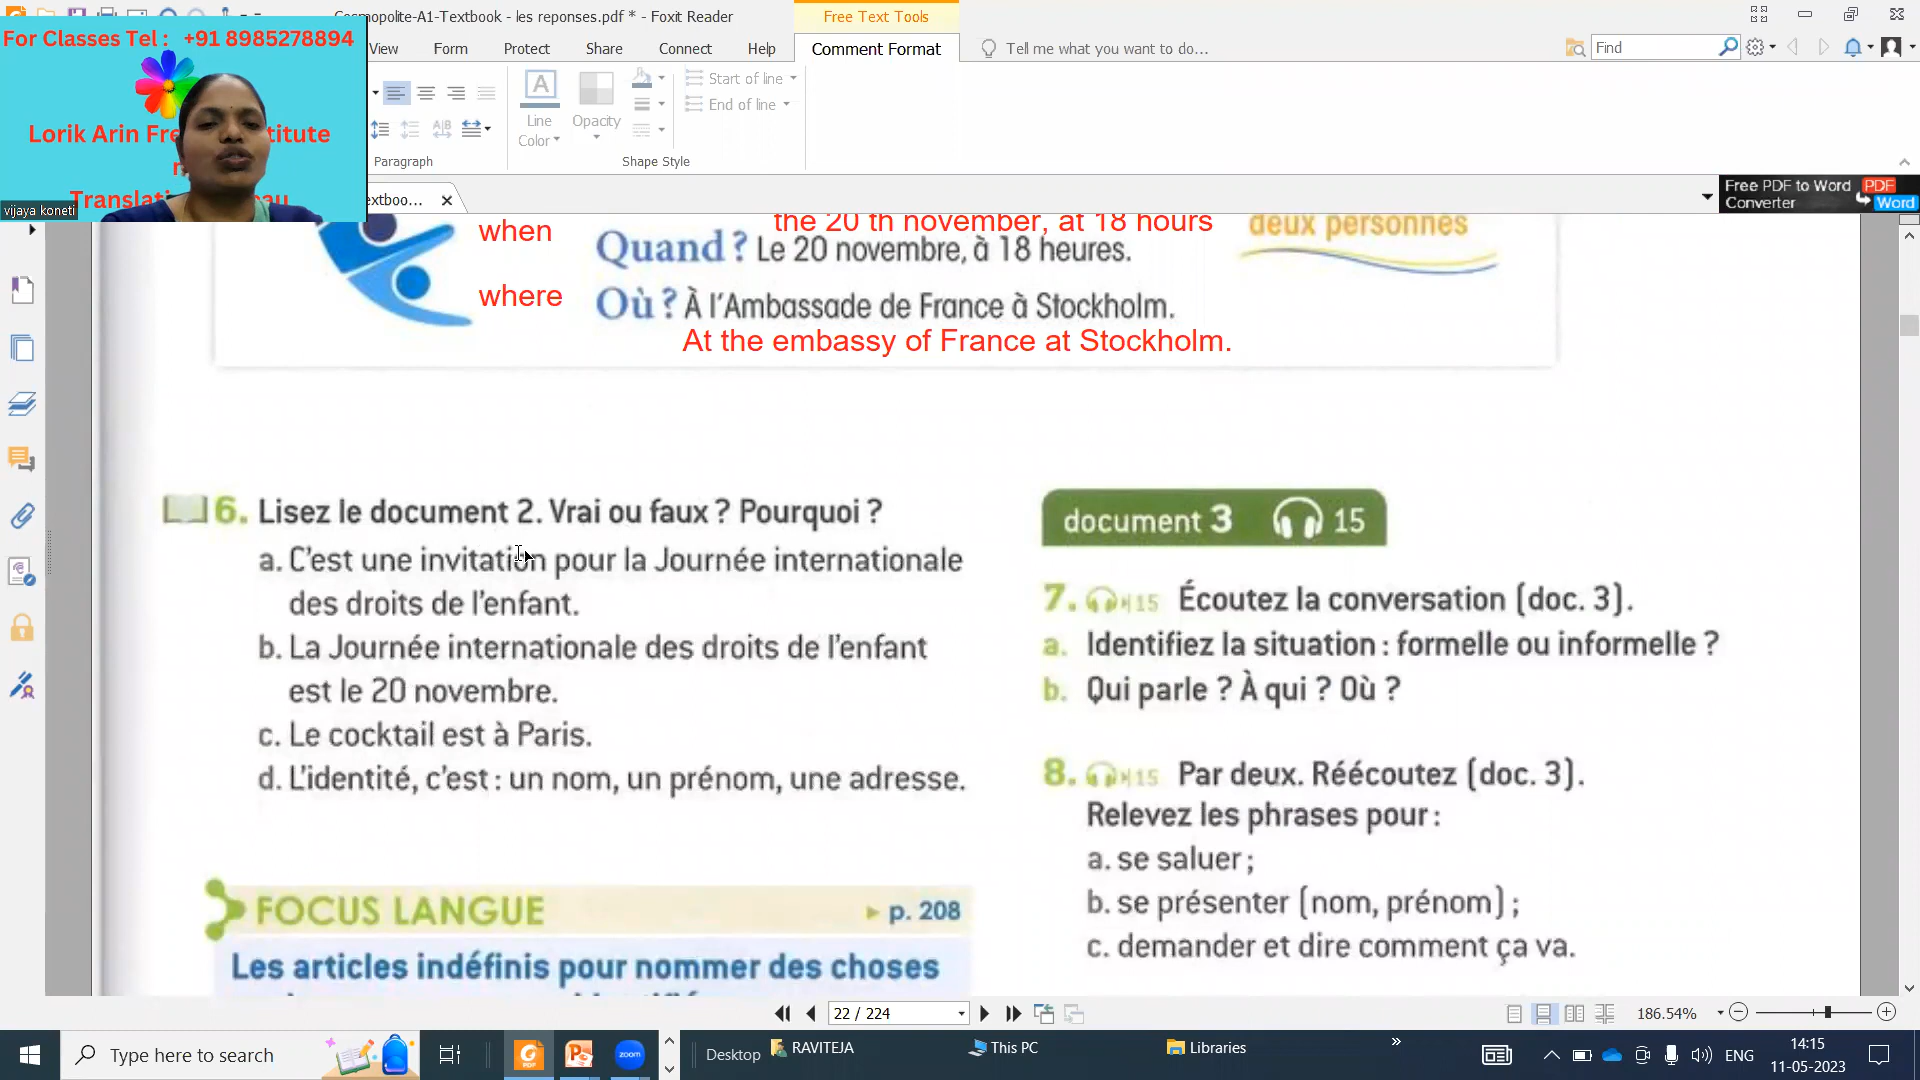 Cosmopolite-A1-Textbook - les reponses.pdf * - Foxit Reader
Free Text Tools
For Classes Tel : +91 8985278894
View
Form
Protect
Share
Connect
Help
Comment Format
Tell me what you want to do...
Find
Start of line
End of line
Line
Color
Opacity
Paragraph
Shape Style
Lorik Arin
vijaya koneti
Free PDF to Word
Converter
PDF
Word
when
the 20 th november, at 18 hours
Quand ? Le 20 novembre, à 18 heures.
deux personnes
where
Où ? À l'Ambassade de France à Stockholm.
At the embassy of France at Stockholm.
6. Lisez le document 2. Vrai ou faux ? Pourquoi ?
a. C'est une invitation pour la Journée internationale
des droits de l'enfant.
b. La Journée internationale des droits de l'enfant
est le 20 novembre.
c. Le cocktail est à Paris.
d. L'identité, c'est : un nom, un prénom, une adresse.
FOCUS LANGUE
p. 208
Les articles indéfinis pour nommer des choses
document 3 15
7. 15 Écoutez la conversation (doc. 3).
a. Identifiez la situation : formelle ou informelle ?
b. Qui parle ? À qui ? Où ?
8. 15 Par deux. Réécoutez (doc. 3).
Relevez les phrases pour :
a. se saluer ;
b. se présenter (nom, prénom) ;
c. demander et dire comment ça va.
22 / 224
186.54%
Type here to search
zoom
Desktop
RAVITEJA
This PC
Libraries
ENG
14:15
11-05-2023